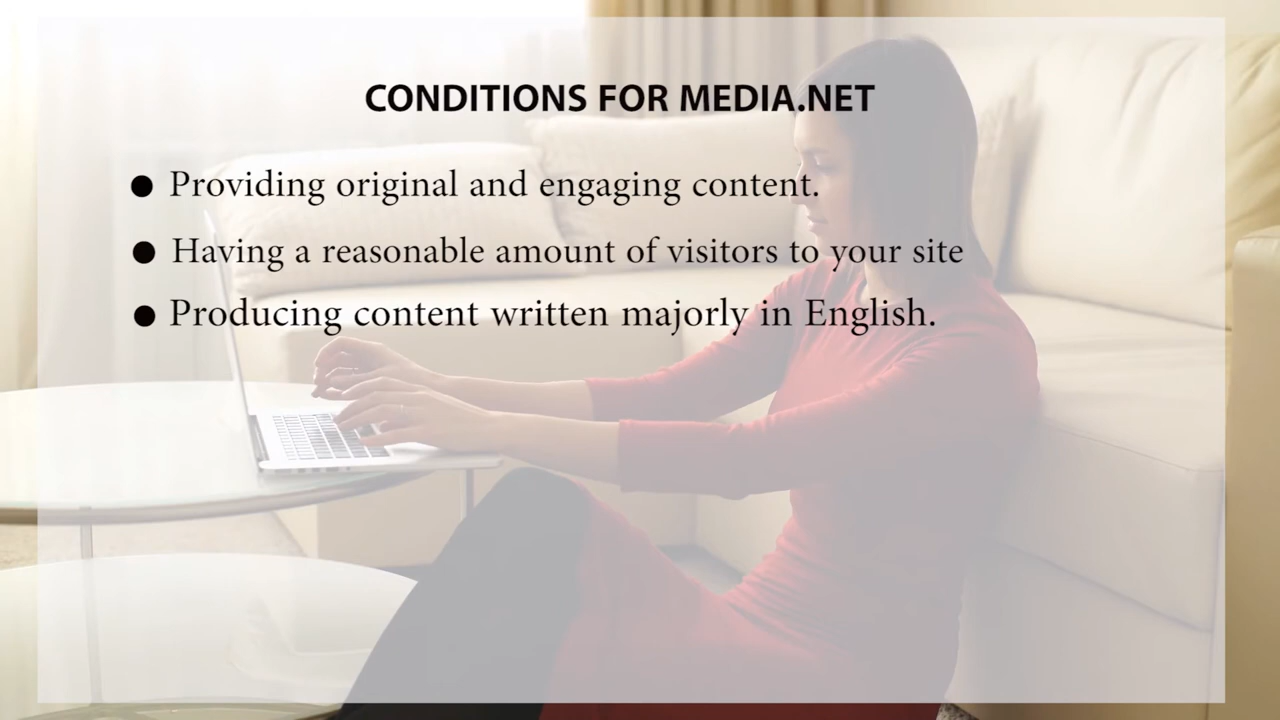 CONDITIONS FOR MEDIA.NET
● Providing original and engaging content.
● Having a reasonable amount of visitors to your site
● Producing content written majorly in English.